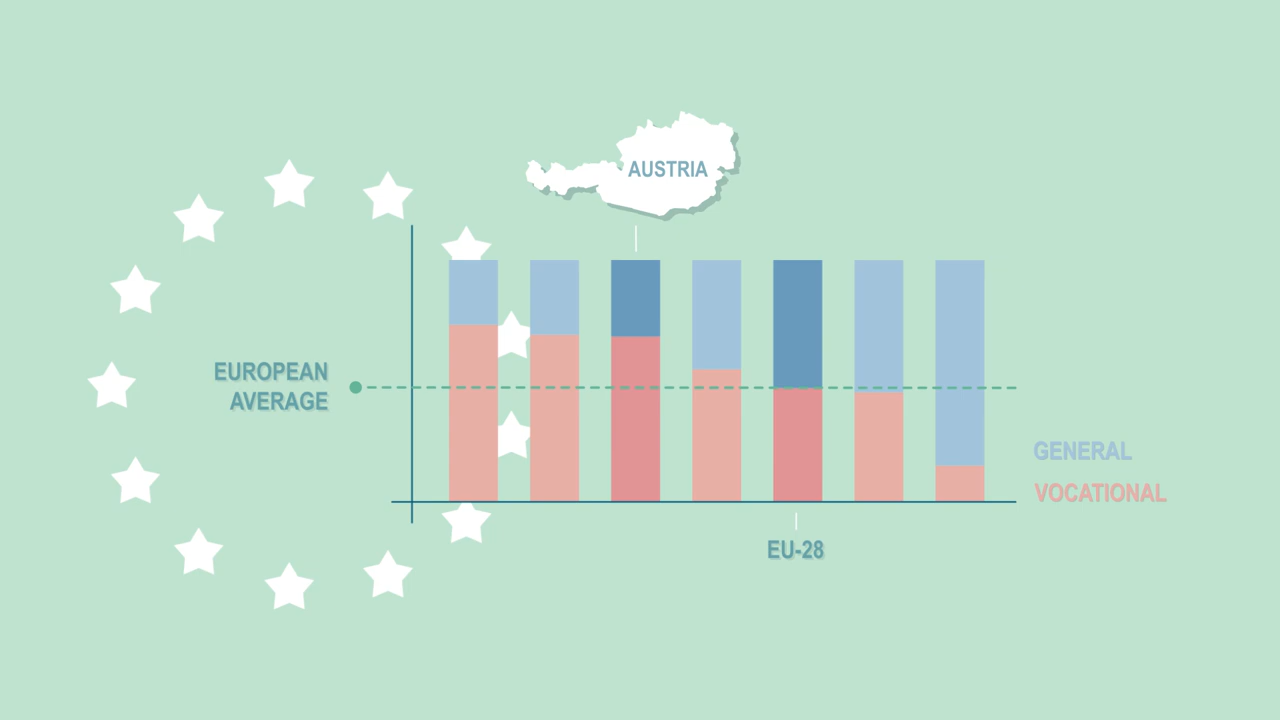 AUSTRIA
EUROPEAN
AVERAGE
GENERAL
VOCATIONAL
EU-28